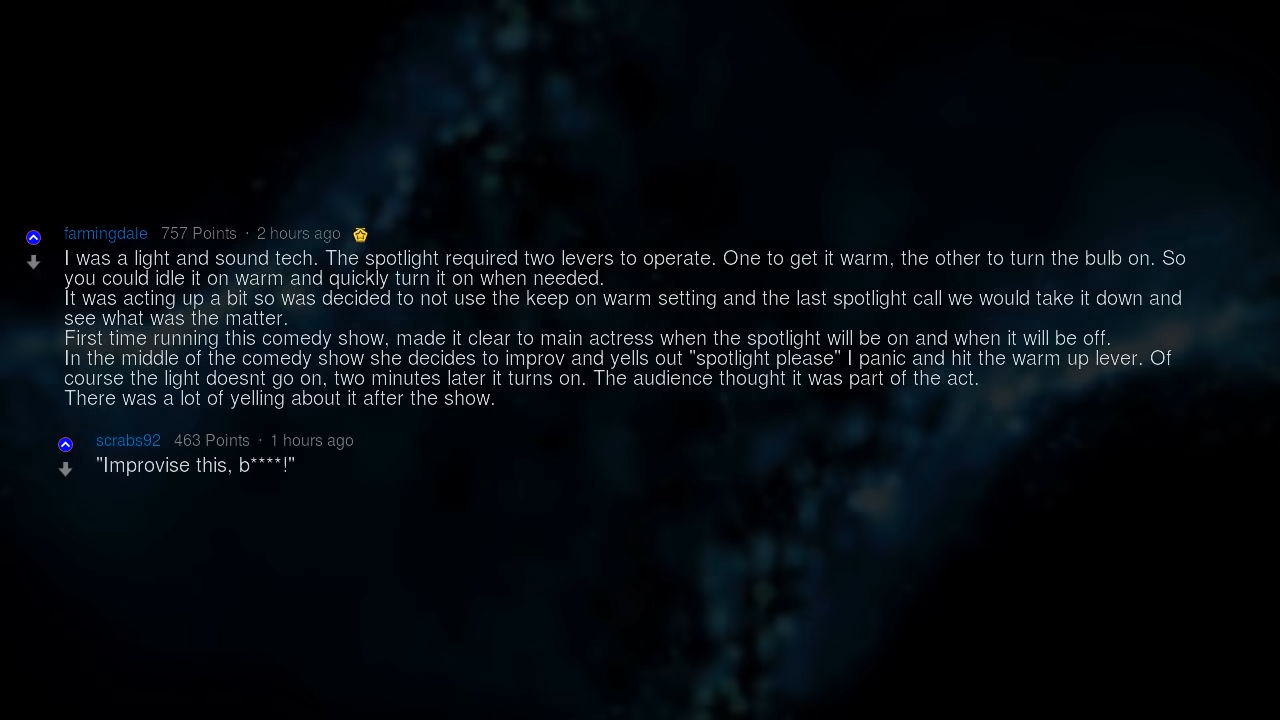 farmingdale 757 Points · 2 hours ago
I was a light and sound tech. The spotlight required two levers to operate. One to get it warm, the other to turn the bulb on. So
you could idle it on warm and quickly turn it on when needed.
It was acting up a bit so was decided to not use the keep on warm setting and the last spotlight call we would take it down and
see what was the matter.
First time running this comedy show, made it clear to main actress when the spotlight will be on and when it will be off.
In the middle of the comedy show she decides to improv and yells out "spotlight please" I panic and hit the warm up lever. Of
course the light doesnt go on, two minutes later it turns on. The audience thought it was part of the act.
There was a lot of yelling about it after the show.
scrabs92 463 Points · 1 hours ago
"Improvise this, b****!"